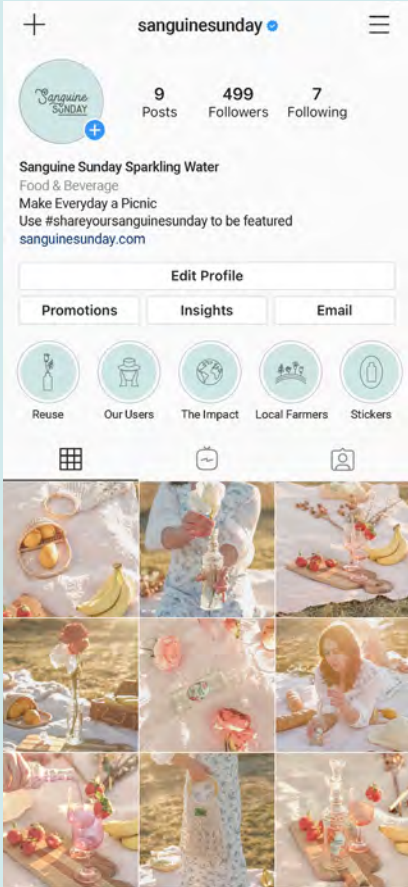 sanguinesunday
Sanguine
SUNDAY
9 499 7
Posts Followers Following
Sanguine Sunday Sparkling Water
Food & Beverage
Make Everyday a Picnic
Use #shareyoursanguinesunday to be featured
sanguinesunday.com
Edit Profile
Promotions Insights Email
Reuse Our Users The Impact Local Farmers Stickers